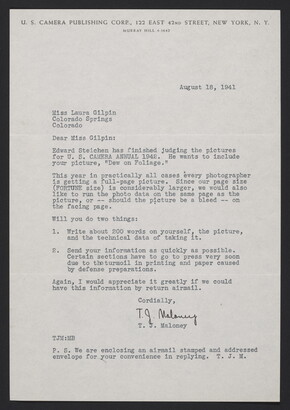 U. S. CAMERA PUBLISHING CORP., 122 EAST 42ND STREET, NEW YORK, N. Y.
MURRAY HILL
August 18, 1941
Miss Laura Gilpin
Colorado Springs
Colorado
Dear Miss Gilpin:
Edward Steichen has finished judging the pictures
for U. S. CAMERA ANNUAL 1942. He wants to include
your picture, "Dew on Foliage."
This year in practically all cases every photographer
is getting a full-page picture. Since our page size
(FORTUNE size) is considerably larger, we would also
like to run the photo data on the same page as the
picture, or -- should the picture be a bleed -- on
the facing page.
Will you do two things:
1. Write about 200 words on yourself, the picture,
and the technical data of taking it.
2. Send your information as quickly as possible.
Certain sections have to go to press very soon
due to the turmoil in printing and paper caused
by defense preparations.
Again, I would appreciate it greatly if we could
have this information by return airmail.
Cordially,
T. J. Maloney
T. J. Maloney
TJM:MB
P. S. We are enclosing an airmail stamped and addressed
envelope for your convenience in replying. T. J. M.